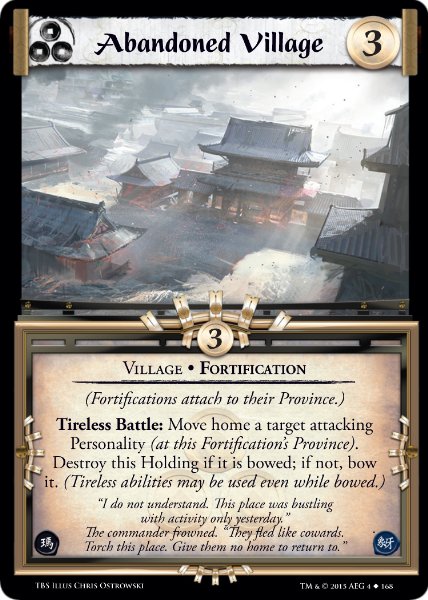 Abandoned Village
3
3
Village • Fortification
(Fortifications attach to their Province.)
Tireless Battle: Move home a target attacking
Personality (at this Fortification's Province).
Destroy this Holding if it is bowed; if not, bow
it. (Tireless abilities may be used even while bowed.)
"I do not understand. This place was bustling
with activity only yesterday."
The commander frowned. "They fled like cowards.
Torch this place. Give them no home to return to."
瑪
TBS Illus Chris Ostrowski
TM & © 2015 AEG 4 ◆ 168